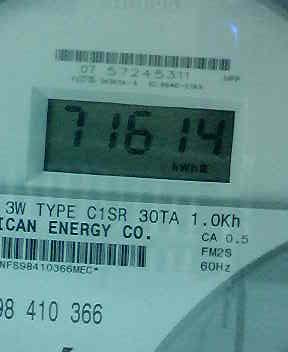 07 57245311
71614
kWh
3W TYPE C1SR 30TA 1.0Kh
ICAN ENERGY CO.
CA 0.5
FM2S
60Hz
NFS98410366MEC*
98 410 366